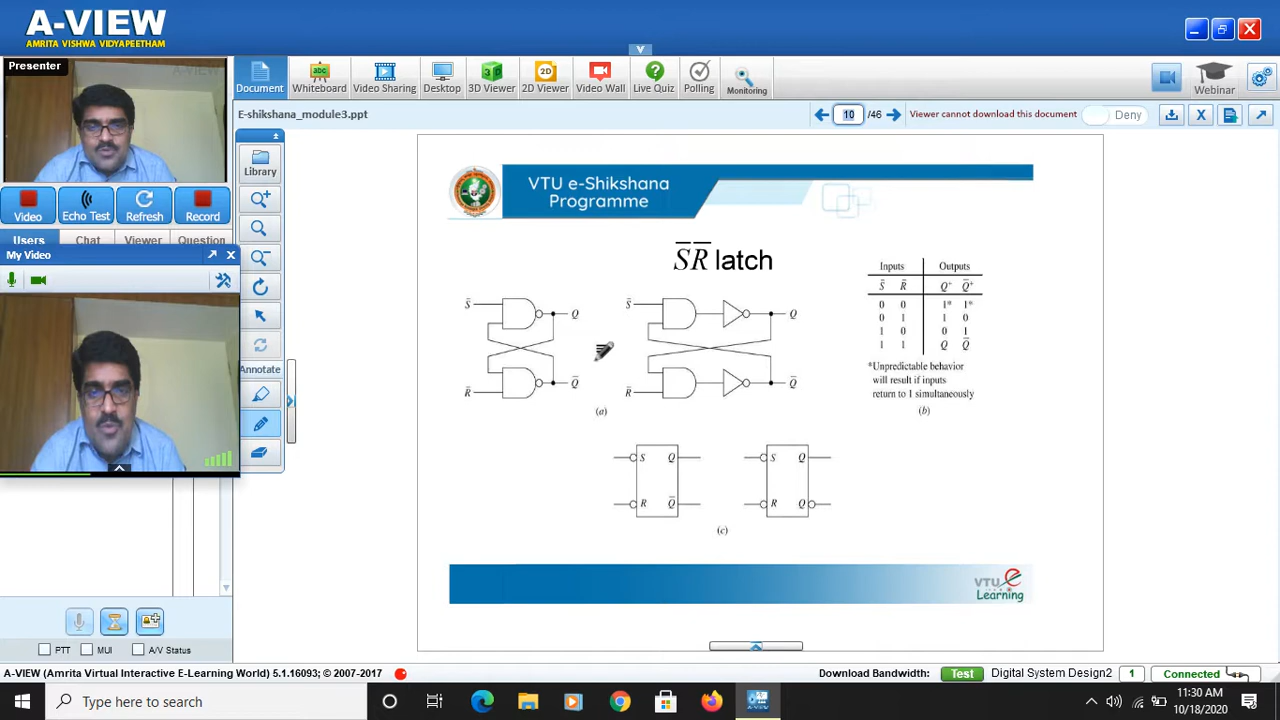 A-VIEW
AMRITA VISHWA VIDYAPEETHAM
Presenter
A-VIEW
Document
Whiteboard
Video Sharing
Desktop
3D Viewer
2D Viewer
Video Wall
Live Quiz
Polling
Monitoring
Webinar
E-shikshana_module3.ppt
10 /46
Viewer cannot download this document
Deny
Video
Echo Test
Refresh
Record
Users
Chat
Viewer
Question
My Video
Library
Annotate
VTU e-Shikshana
Programme
S̅R̅ latch
S̅ Q
R̅ Q̅
S̅ Q
R̅ Q̅
(a)
Inputs Outputs
S̅ R̅ Q⁺ Q̅⁺
0 0 1* 1*
0 1 1 0
1 0 0 1
1 1 Q Q̅
*Unpredictable behavior
will result if inputs
return to 1 simultaneously
(b)
S Q
R Q̅
S Q
R Q
(c)
VTU e
Learning
PTT
MUI
A/V Status
A-VIEW (Amrita Virtual Interactive E-Learning World) 5.1.16093; © 2007-2017
Download Bandwidth:
Test
Digital System Design2
1
Connected
Type here to search
11:30 AM
10/18/2020